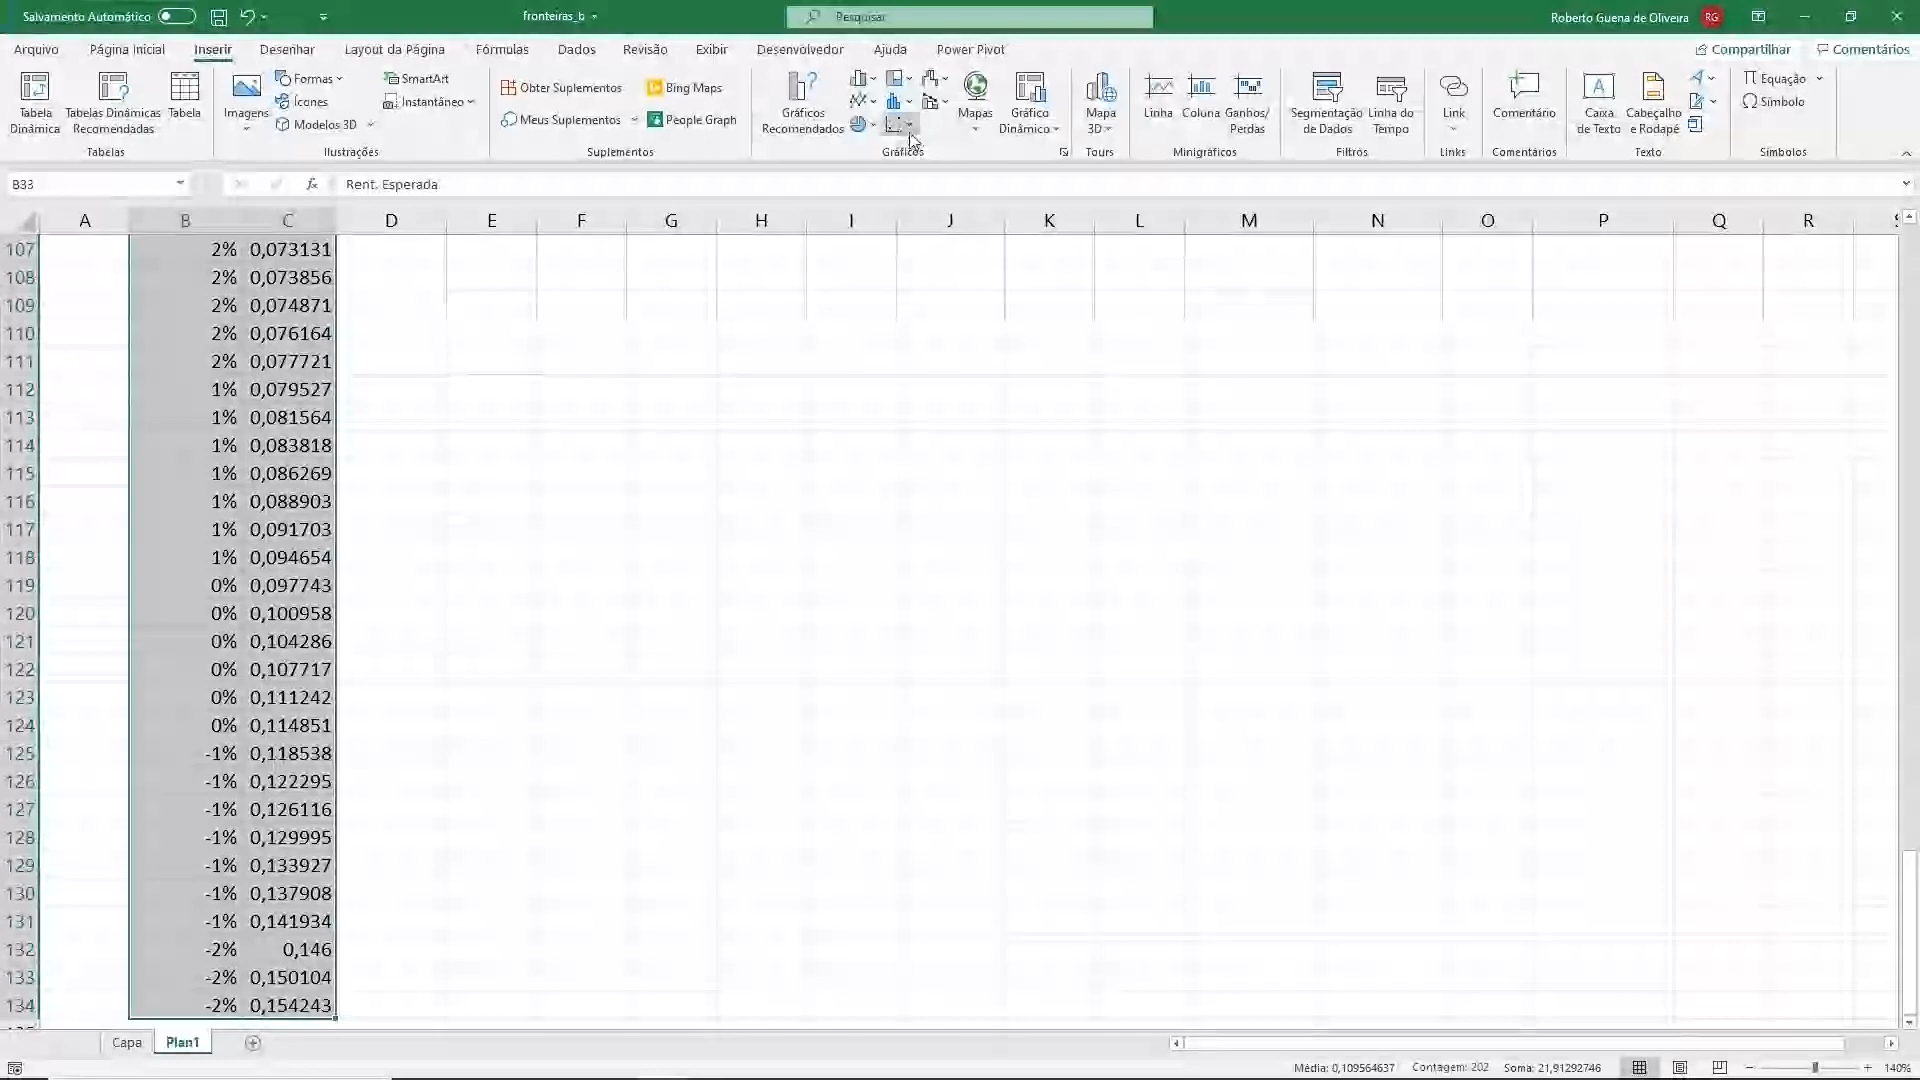 Salvamento Automático
fronteiras_b
Pesquisar
Roberto Guena de Oliveira
RG
Arquivo Página Inicial Inserir Desenhar Layout da Página Fórmulas Dados Revisão Exibir Desenvolvedor Ajuda Power Pivot
Compartilhar Comentários
Tabela Dinâmica
Tabelas Dinâmicas Recomendadas
Tabela
Tabelas
Imagens
Formas
Ícones
Modelos 3D
SmartArt
Instantâneo
Ilustrações
Obter Suplementos
Meus Suplementos
Bing Maps
People Graph
Suplementos
Gráficos Recomendados
Mapas
Gráfico Dinâmico
Gráficos
Mapa 3D
Tours
Linha
Coluna
Ganhos/ Perdas
Minigráficos
Segmentação de Dados
Linha do Tempo
Filtros
Link
Links
Comentário
Comentários
Caixa de Texto
Cabeçalho e Rodapé
Texto
Equação
Símbolo
Símbolos
B33
fx
Rent. Esperada
A B C D E F G H I J K L M N O P Q R
107 2% 0,073131
108 2% 0,073856
109 2% 0,074871
110 2% 0,076164
111 2% 0,077721
112 1% 0,079527
113 1% 0,081564
114 1% 0,083818
115 1% 0,086269
116 1% 0,088903
117 1% 0,091703
118 1% 0,094654
119 0% 0,097743
120 0% 0,100958
121 0% 0,104286
122 0% 0,107717
123 0% 0,111242
124 0% 0,114851
125 -1% 0,118538
126 -1% 0,122295
127 -1% 0,126116
128 -1% 0,129995
129 -1% 0,133927
130 -1% 0,137908
131 -1% 0,141934
132 -2% 0,146
133 -2% 0,150104
134 -2% 0,154243
Capa Plan1
Média: 0,109564637 Contagem: 202 Soma: 21,91292746
140%